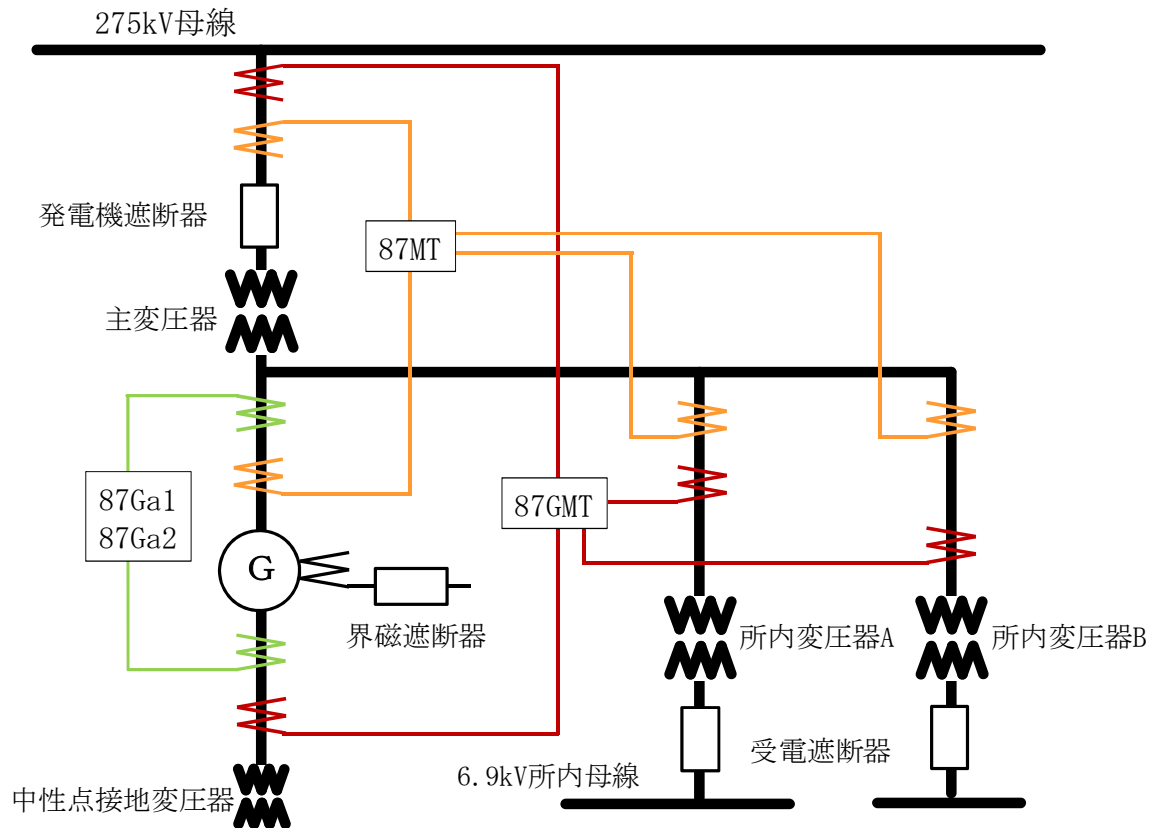 275kV母線
発電機遮断器
87MT
主変圧器
87Ga1
87Ga2
87GMT
G
界磁遮断器
所内変圧器A
所内変圧器B
受電遮断器
6.9kV所内母線
中性点接地変圧器